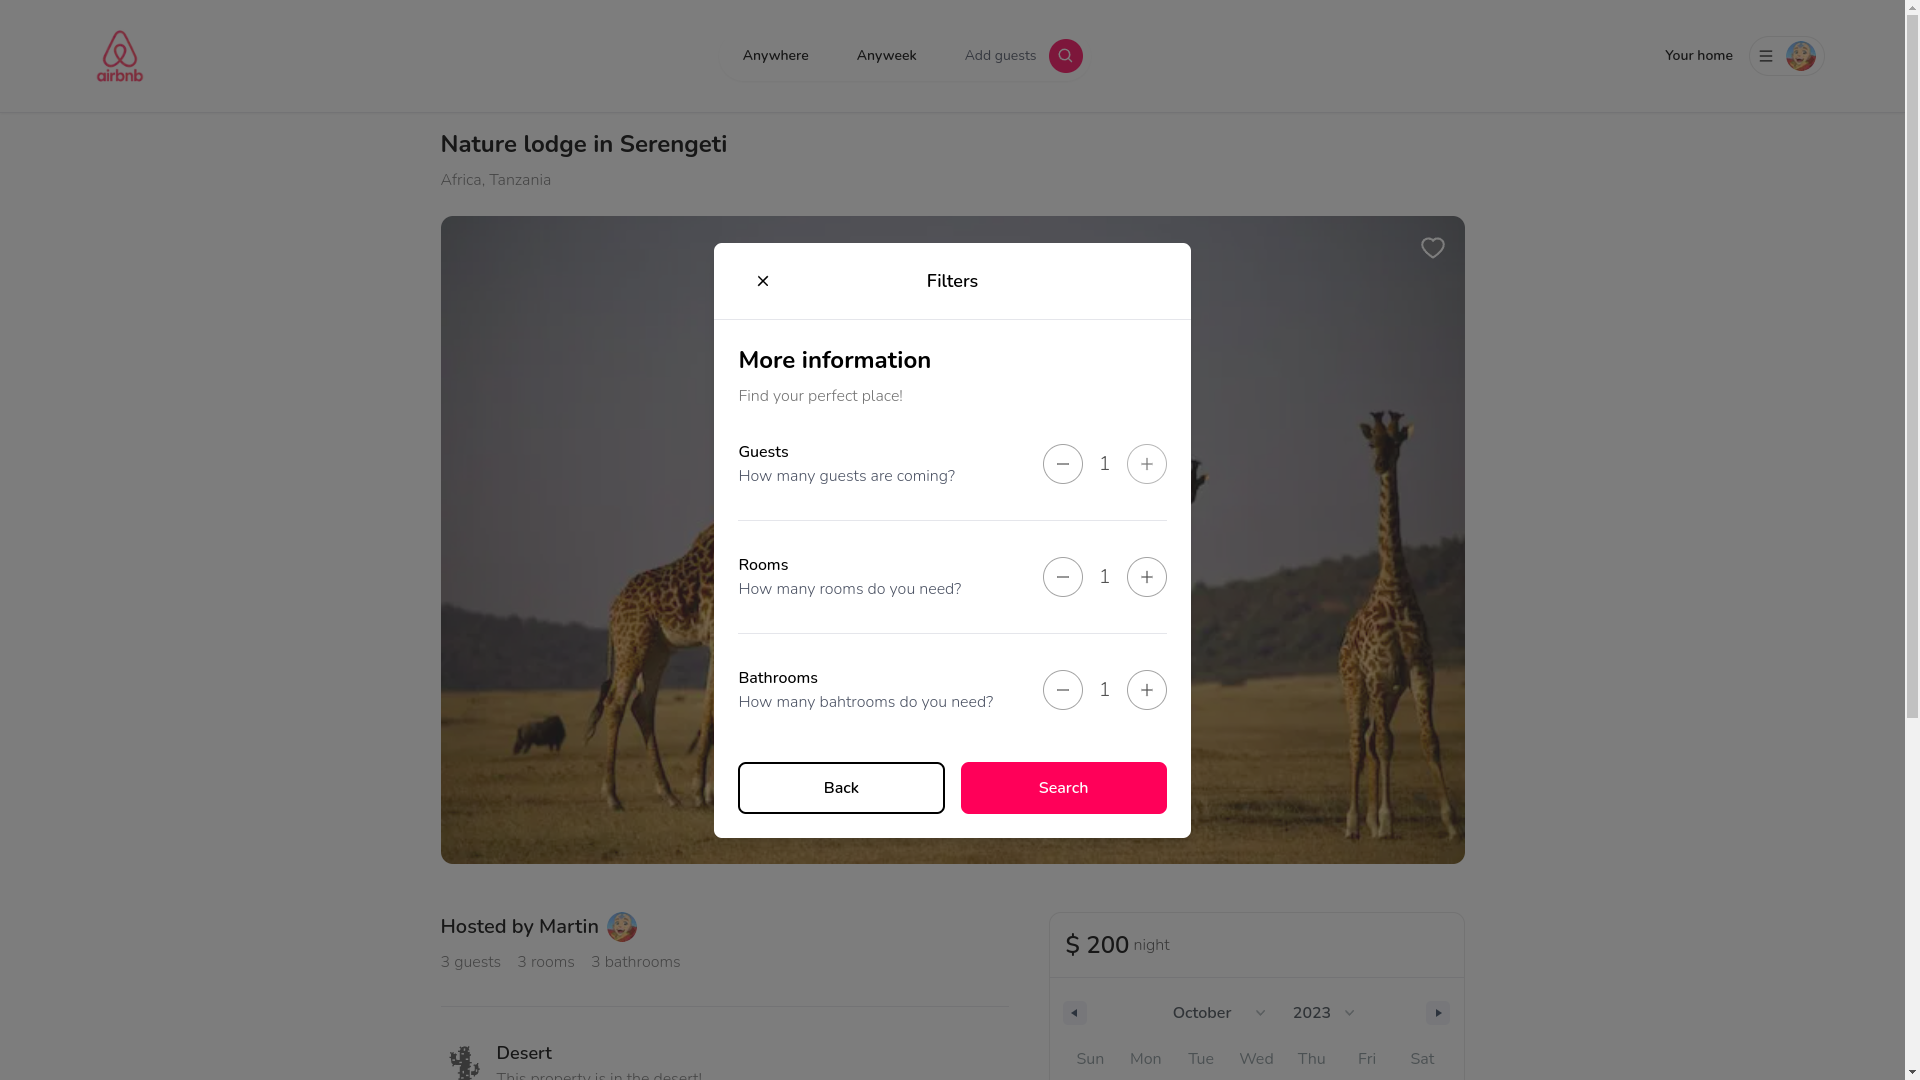 airbnb
Anywhere
Anyweek
Add guests
Your home
Nature lodge in Serengeti
Africa, Tanzania
Filters
More information
Find your perfect place!
Guests
How many guests are coming?
1
Rooms
How many rooms do you need?
1
Bathrooms
How many bahtrooms do you need?
1
Back
Search
Hosted by Martin
3 guests 3 rooms 3 bathrooms
$ 200 night
October 2023
Sun Mon Tue Wed Thu Fri Sat
Desert
This property is in the desert!